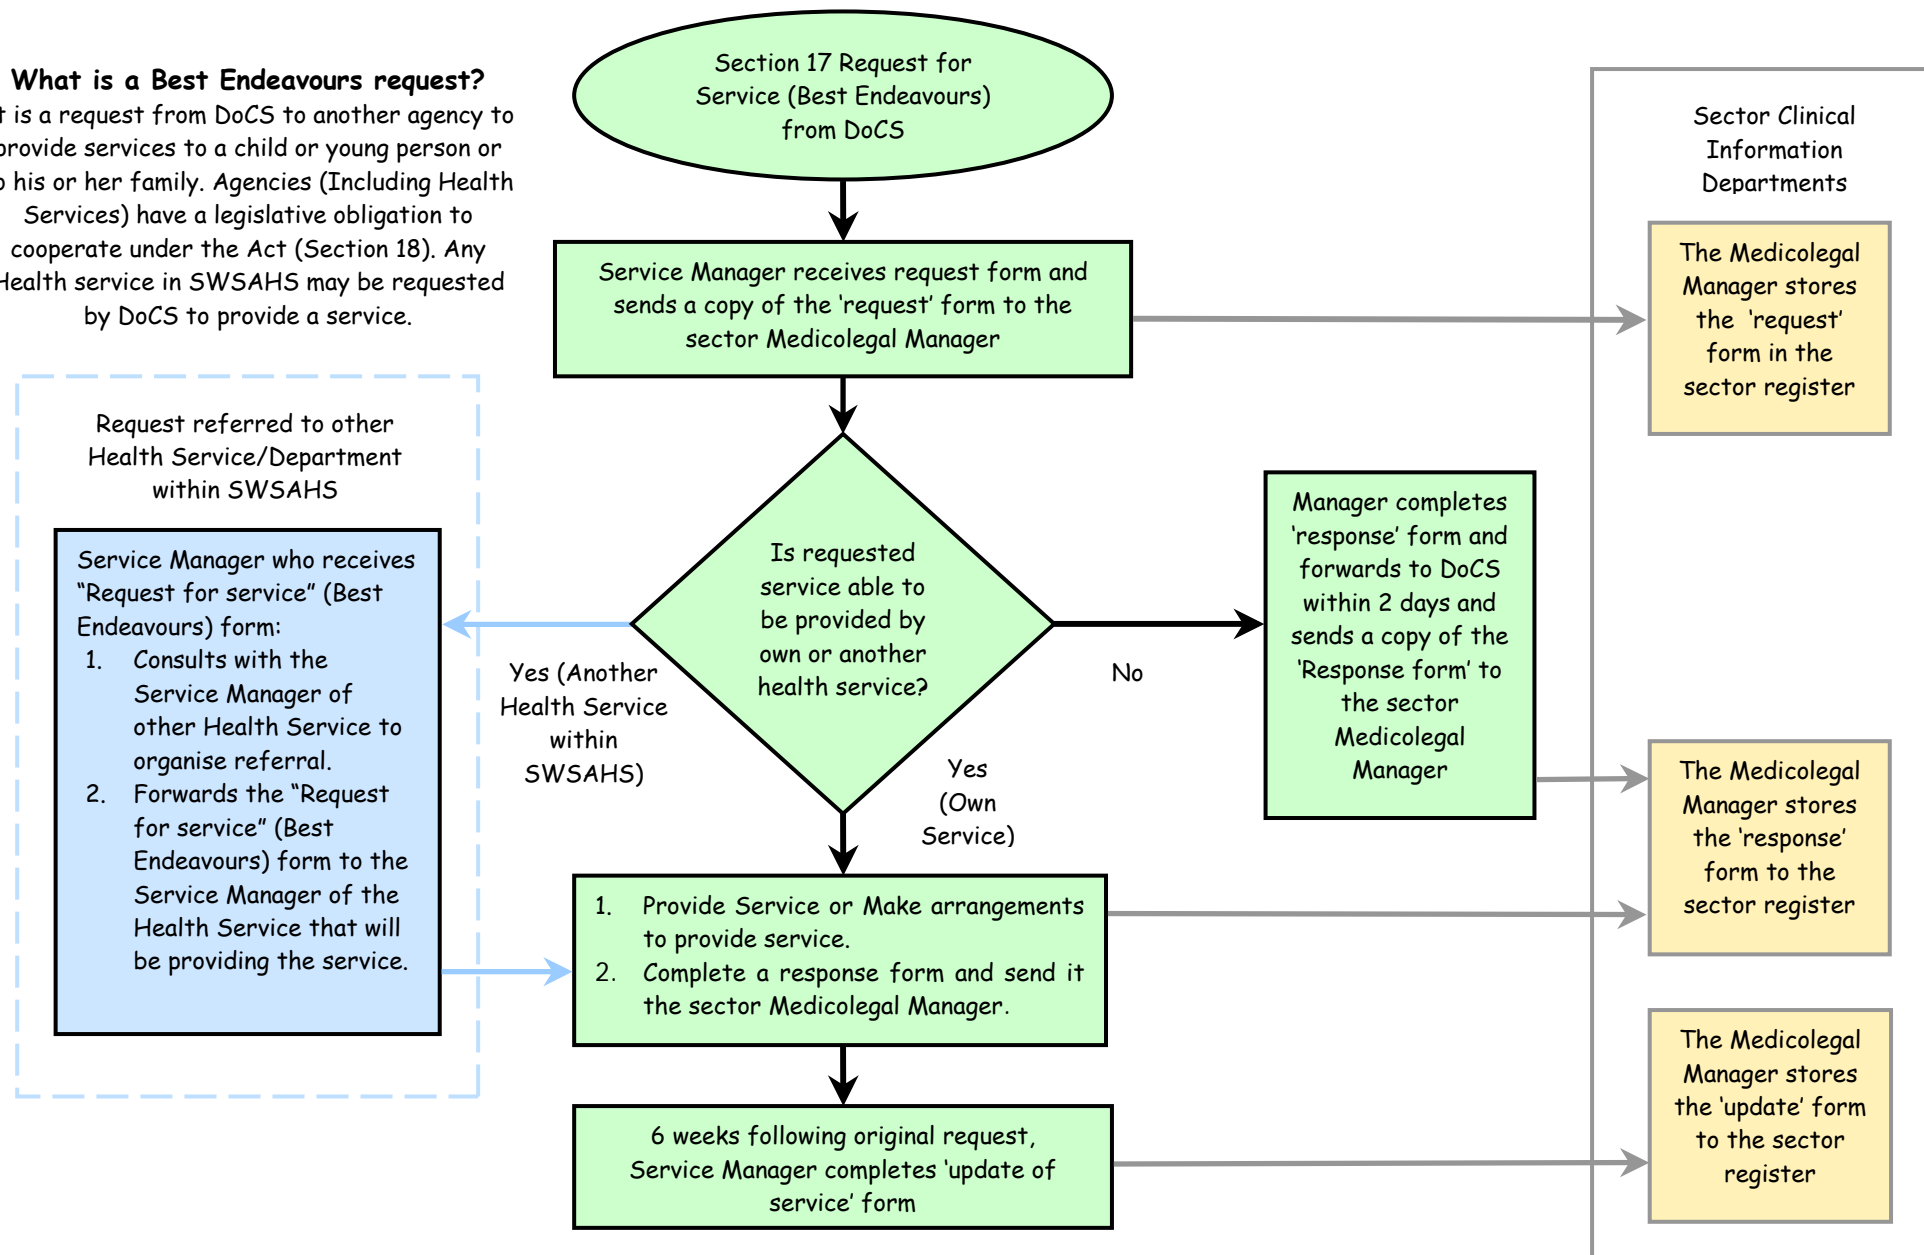 What is a Best Endeavours request?
t is a request from DoCS to another agency to
provide services to a child or young person or
o his or her family. Agencies (Including Health
Services) have a legislative obligation to
cooperate under the Act (Section 18). Any
Health service in SWSAHS may be requested
by DoCS to provide a service.
Section 17 Request for
Service (Best Endeavours)
from DoCS
Service Manager receives request form and
sends a copy of the ‘request’ form to the
sector Medicolegal Manager
Sector Clinical
Information
Departments
The Medicolegal
Manager stores
the ‘request’
form in the
sector register
Request referred to other
Health Service/Department
within SWSAHS
Service Manager who receives
“Request for service” (Best
Endeavours) form:
1. Consults with the
Service Manager of
other Health Service to
organise referral.
2. Forwards the “Request
for service” (Best
Endeavours) form to the
Service Manager of the
Health Service that will
be providing the service.
Is requested
service able to
be provided by
own or another
health service?
Yes (Another
Health Service
within
SWSAHS)
No
Yes
(Own
Service)
Manager completes
‘response’ form and
forwards to DoCS
within 2 days and
sends a copy of the
‘Response form’ to
the sector
Medicolegal
Manager
The Medicolegal
Manager stores
the ‘response’
form to the
sector register
1. Provide Service or Make arrangements
to provide service.
2. Complete a response form and send it
the sector Medicolegal Manager.
6 weeks following original request,
Service Manager completes ‘update of
service’ form
The Medicolegal
Manager stores
the ‘update’ form
to the sector
register